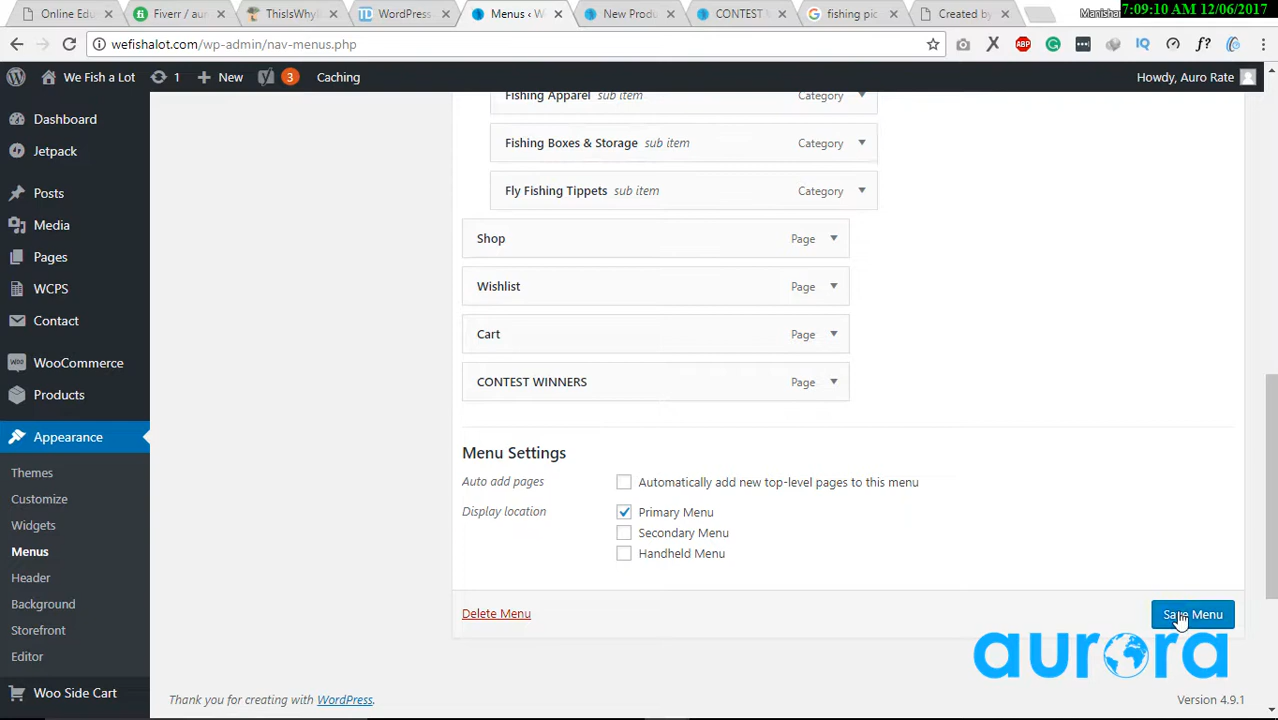 Online Edu
Fiverr / aur
ThisIsWhyI
WordPress
Menus ‹ W
New Produ
CONTEST W
fishing pic
Created b
Manisha
7:09:10 AM 12/06/2017
wefishalot.com/wp-admin/nav-menus.php
We Fish a Lot 1 New 3 Caching Howdy, Auro Rate
Dashboard
Jetpack
Posts
Media
Pages
WCPS
Contact
WooCommerce
Products
Appearance
Themes
Customize
Widgets
Menus
Header
Background
Storefront
Editor
Woo Side Cart
Fishing Apparel sub item Category
Fishing Boxes & Storage sub item Category
Fly Fishing Tippets sub item Category
Shop Page
Wishlist Page
Cart Page
CONTEST WINNERS Page
Menu Settings
Auto add pages Automatically add new top-level pages to this menu
Display location Primary Menu
Secondary Menu
Handheld Menu
Delete Menu Save Menu
aurora
Thank you for creating with WordPress. Version 4.9.1